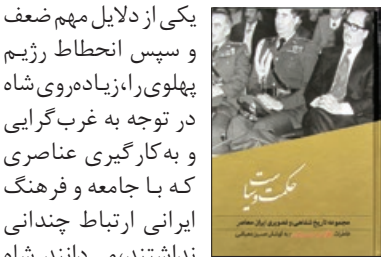 یکی از دلایل مهم ضعف
و سپس انحطاط رژیم
پهلوی را، زیاده‌روی شاه
در توجه به غرب‌گرایی
و به‌کارگیری عناصری
که با جامعه و فرهنگ
ایرانی ارتباط چندانی
نداشتند،
دانند شاه
حکمت و سیاست
مجموعه تاریخ شفاهی و تصویری ایران معاصر